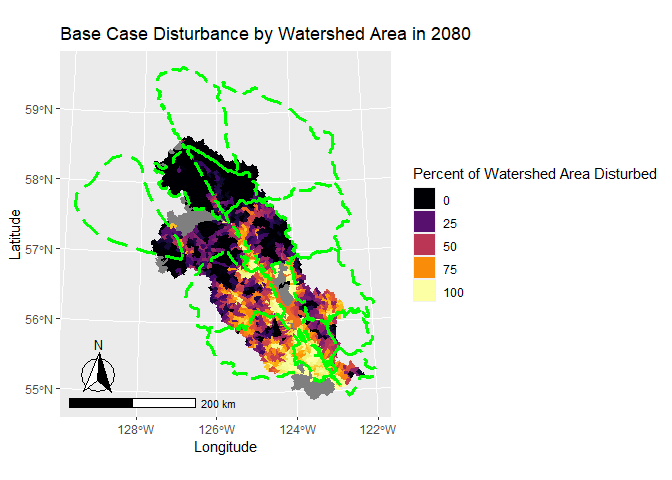 Base Case Disturbance by Watershed Area in 2080
59°N
58°N
57°N
56°N
55°N
Latitude
N
200 km
128°W
126°W
124°W
122°W
Longitude
Percent of Watershed Area Disturbed
0
25
50
75
100